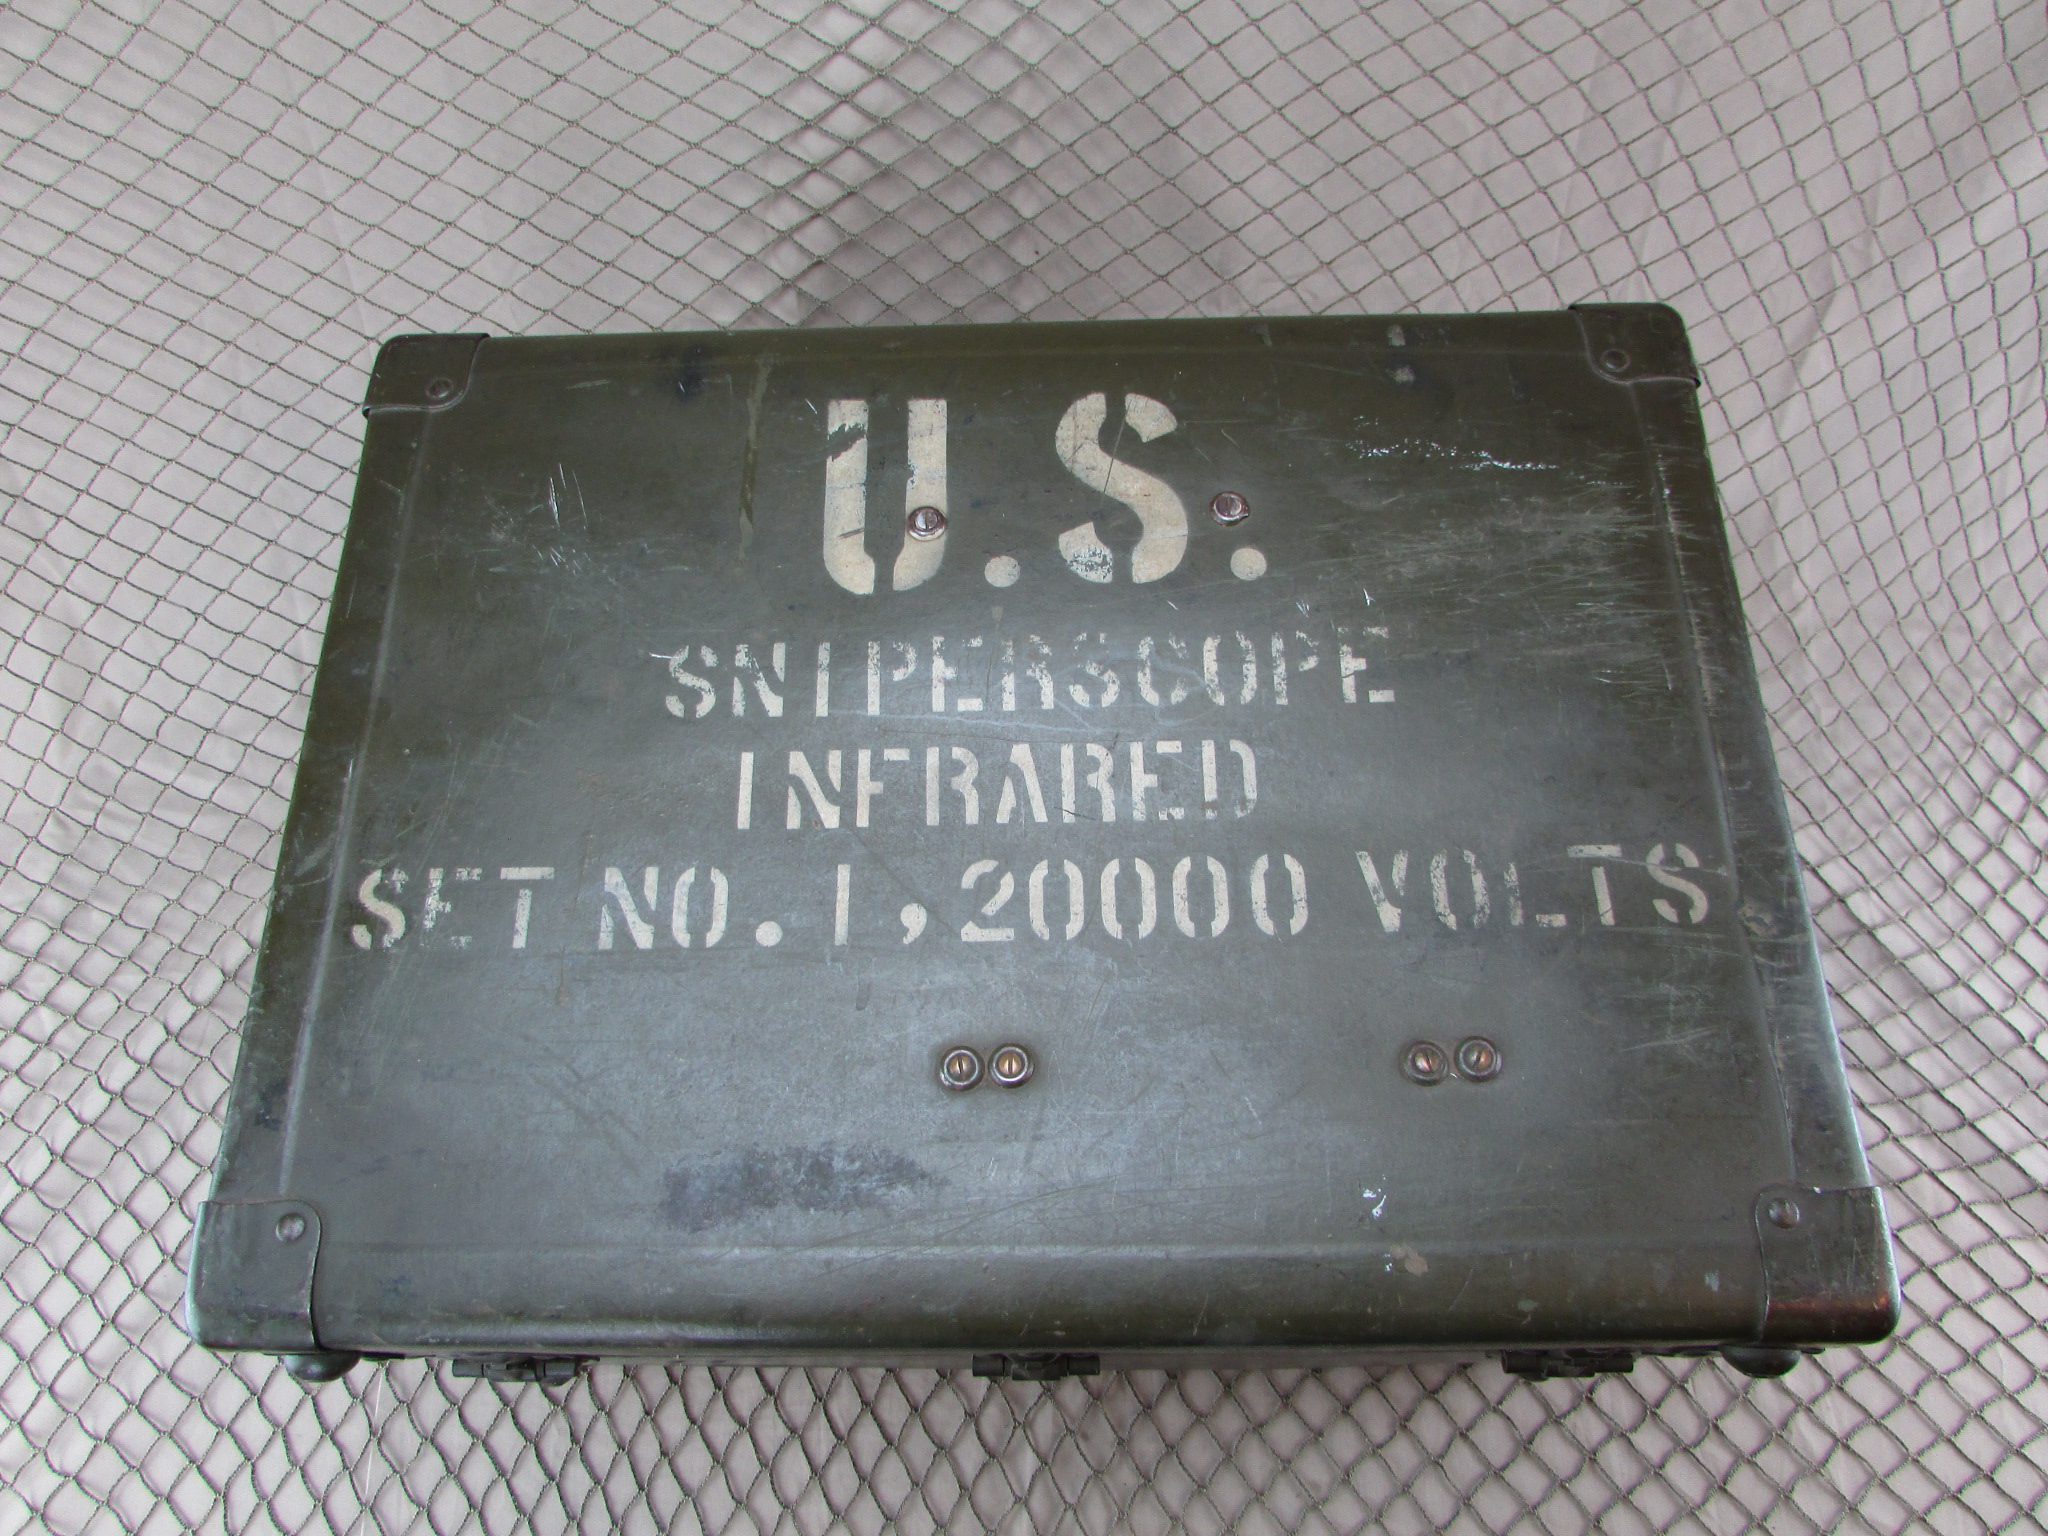 U.S.
SNIPERSCOPE
INFRARED
SET NO. 1, 20000 VOLTS